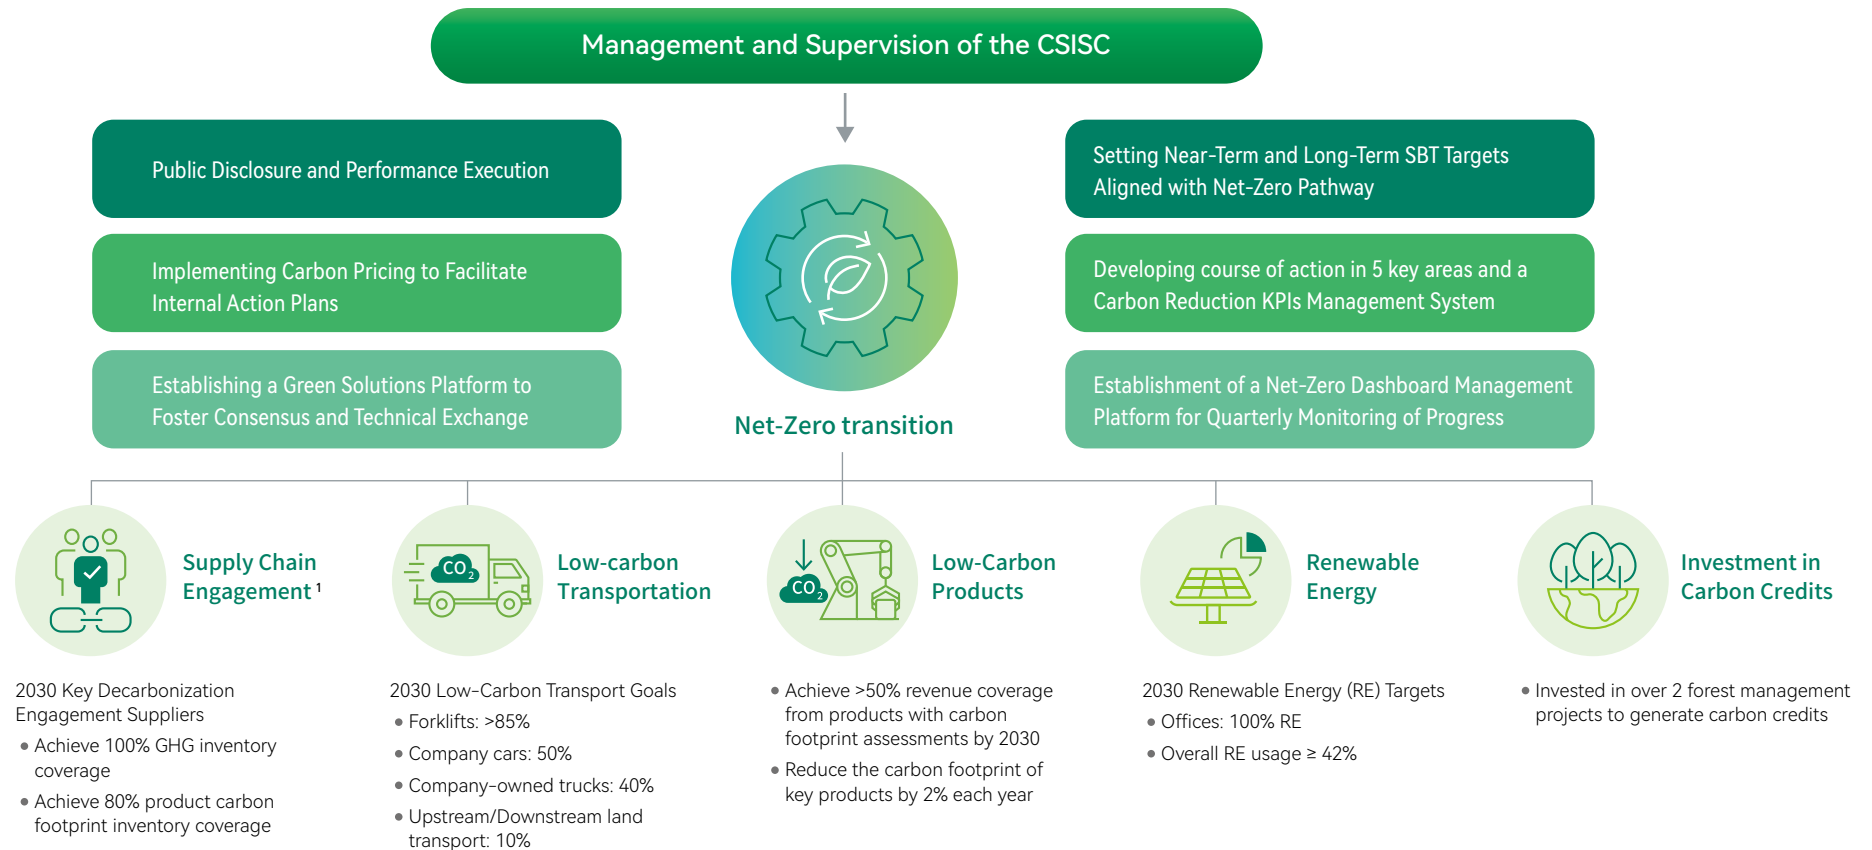 Management and Supervision of the CSISC
Public Disclosure and Performance Execution
Implementing Carbon Pricing to Facilitate
Internal Action Plans
Establishing a Green Solutions Platform to
Foster Consensus and Technical Exchange
Setting Near-Term and Long-Term SBT Targets
Aligned with Net-Zero Pathway
Developing course of action in 5 key areas and a
Carbon Reduction KPIs Management System
Establishment of a Net-Zero Dashboard Management
Platform for Quarterly Monitoring of Progress
Net-Zero transition
Supply Chain
Engagement ¹
2030 Key Decarbonization
Engagement Suppliers
• Achieve 100% GHG inventory
coverage
• Achieve 80% product carbon
footprint inventory coverage
CO₂
Low-carbon
Transportation
2030 Low-Carbon Transport Goals
• Forklifts: >85%
• Company cars: 50%
• Company-owned trucks: 40%
• Upstream/Downstream land
transport: 10%
CO₂
Low-Carbon
Products
• Achieve >50% revenue coverage
from products with carbon
footprint assessments by 2030
• Reduce the carbon footprint of
key products by 2% each year
Renewable
Energy
2030 Renewable Energy (RE) Targets
• Offices: 100% RE
• Overall RE usage ≥ 42%
Investment in
Carbon Credits
• Invested in over 2 forest management
projects to generate carbon credits